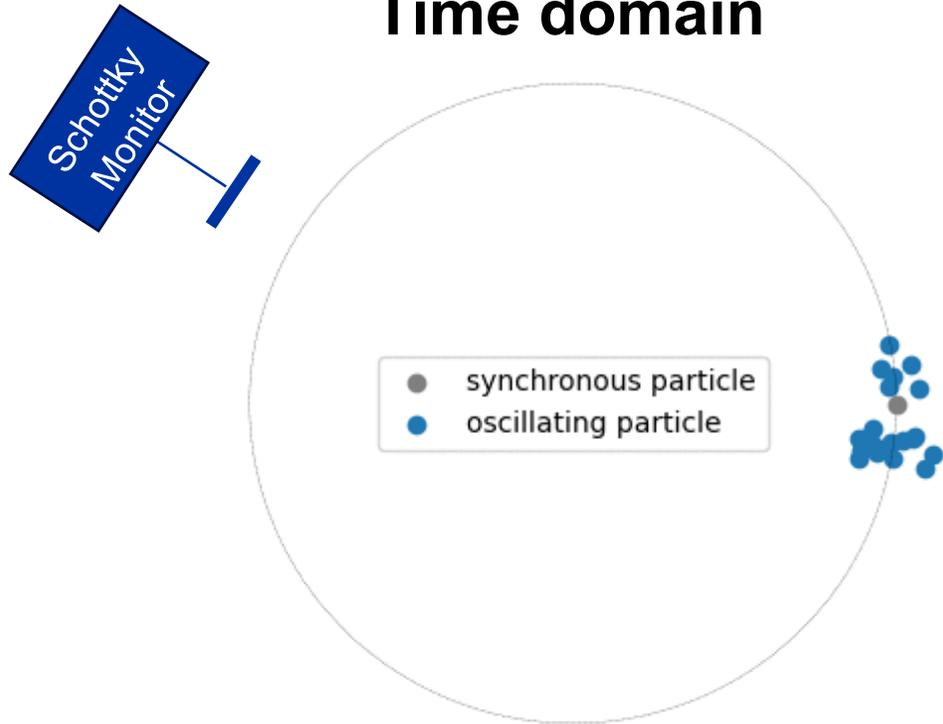 Time domain
Schottky
Monitor
synchronous particle
oscillating particle